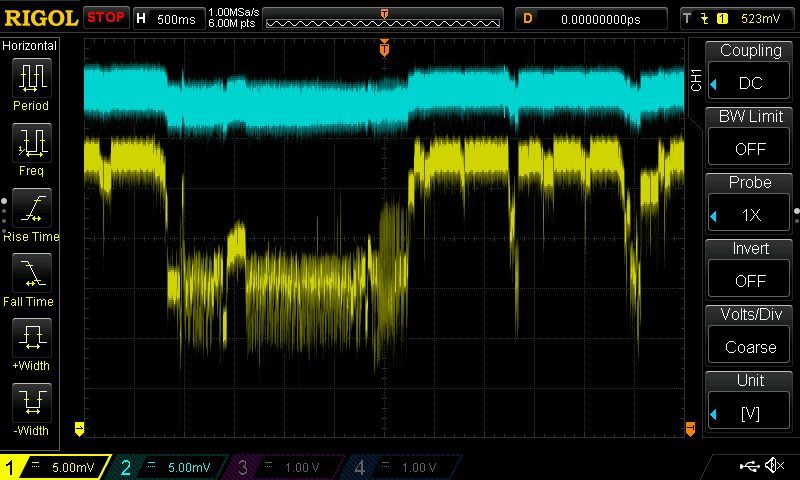 RIGOL STOP H 500ms 1.00MSa/s 6.00M pts T D 0.00000000ps T 1 523mV
Horizontal
Period
Freq
Rise Time
Fall Time
+Width
-Width
T
1
T
CH1
Coupling
DC
BW Limit
OFF
Probe
1X
Invert
OFF
Volts/Div
Coarse
Unit
[V]
1 5.00mV 2 5.00mV 3 1.00 V 4 1.00 V